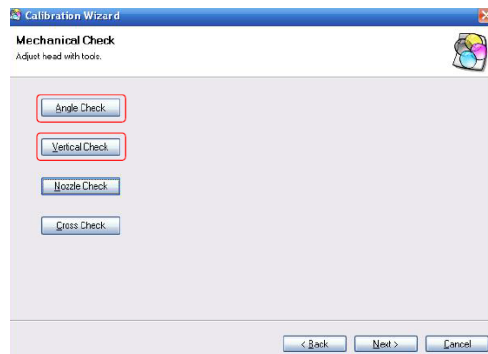 Calibration Wizard
Mechanical Check
Adjust head with tools.
Angle Check
Vertical Check
Nozzle Check
Cross Check
< Back Next > Cancel